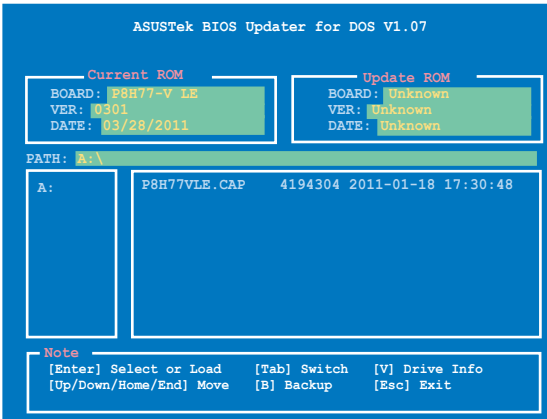 ASUSTek BIOS Updater for DOS V1.07
Current ROM
BOARD: P8H77-V LE
VER: 0301
DATE: 03/28/2011
Update ROM
BOARD: Unknown
VER: Unknown
DATE: Unknown
PATH: A:\
A:
P8H77VLE.CAP 4194304 2011-01-18 17:30:48
Note
[Enter] Select or Load [Tab] Switch [V] Drive Info
[Up/Down/Home/End] Move [B] Backup [Esc] Exit